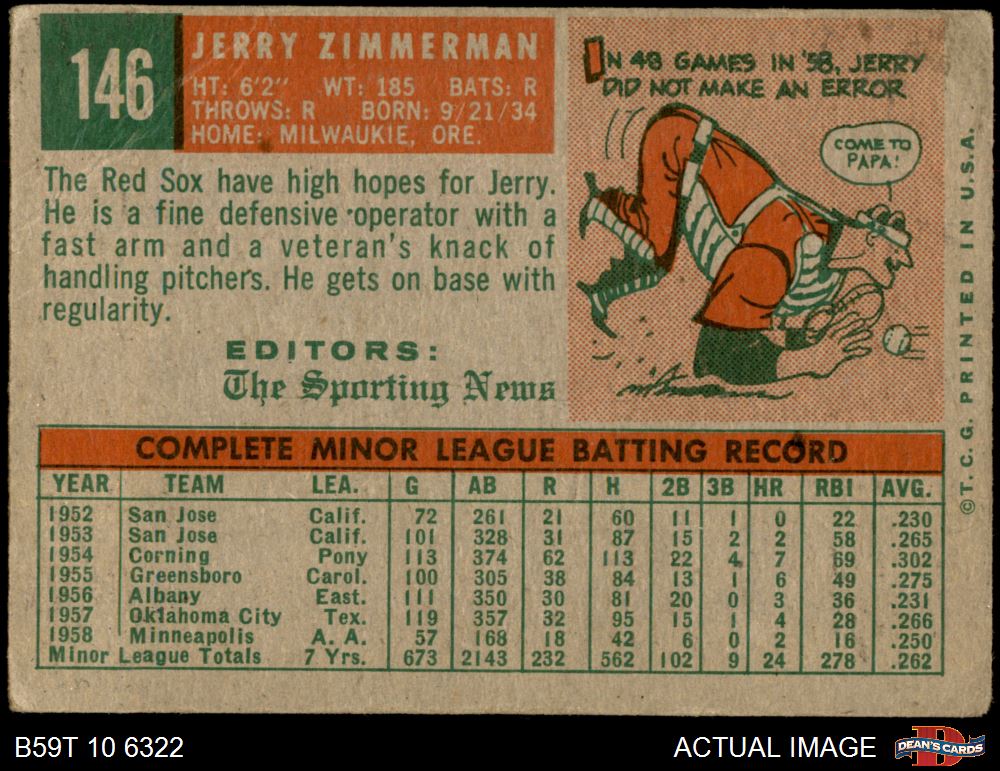 146
JERRY ZIMMERMAN
HT: 6'2" WT: 185 BATS: R
THROWS: R BORN: 9/21/34
HOME: MILWAUKIE, ORE.
The Red Sox have high hopes for Jerry.
He is a fine defensive operator with a
fast arm and a veteran's knack of
handling pitchers. He gets on base with
regularity.
EDITORS:
The Sporting News
IN 48 GAMES IN '58, JERRY
DID NOT MAKE AN ERROR
COME TO
PAPA!
©T.C.G. PRINTED IN U.S.A.
COMPLETE MINOR LEAGUE BATTING RECORD
YEAR TEAM LEA. G AB R H 2B 3B HR RBI AVG.
1952 San Jose Calif. 72 261 21 60 11 1 0 22 .230
1953 San Jose Calif. 101 328 31 87 15 2 2 58 .265
1954 Corning Pony 113 374 62 113 22 4 7 69 .302
1955 Greensboro Carol. 100 305 38 84 13 1 6 49 .275
1956 Albany East. 111 350 30 81 20 0 3 36 .231
1957 Oklahoma City Tex. 119 357 32 95 15 1 4 28 .266
1958 Minneapolis A. A. 57 168 18 42 6 0 2 16 .250
Minor League Totals 7 Yrs. 673 2143 232 562 102 9 24 278 .262
B59T 10 6322
ACTUAL IMAGE
DEAN'S CARDS